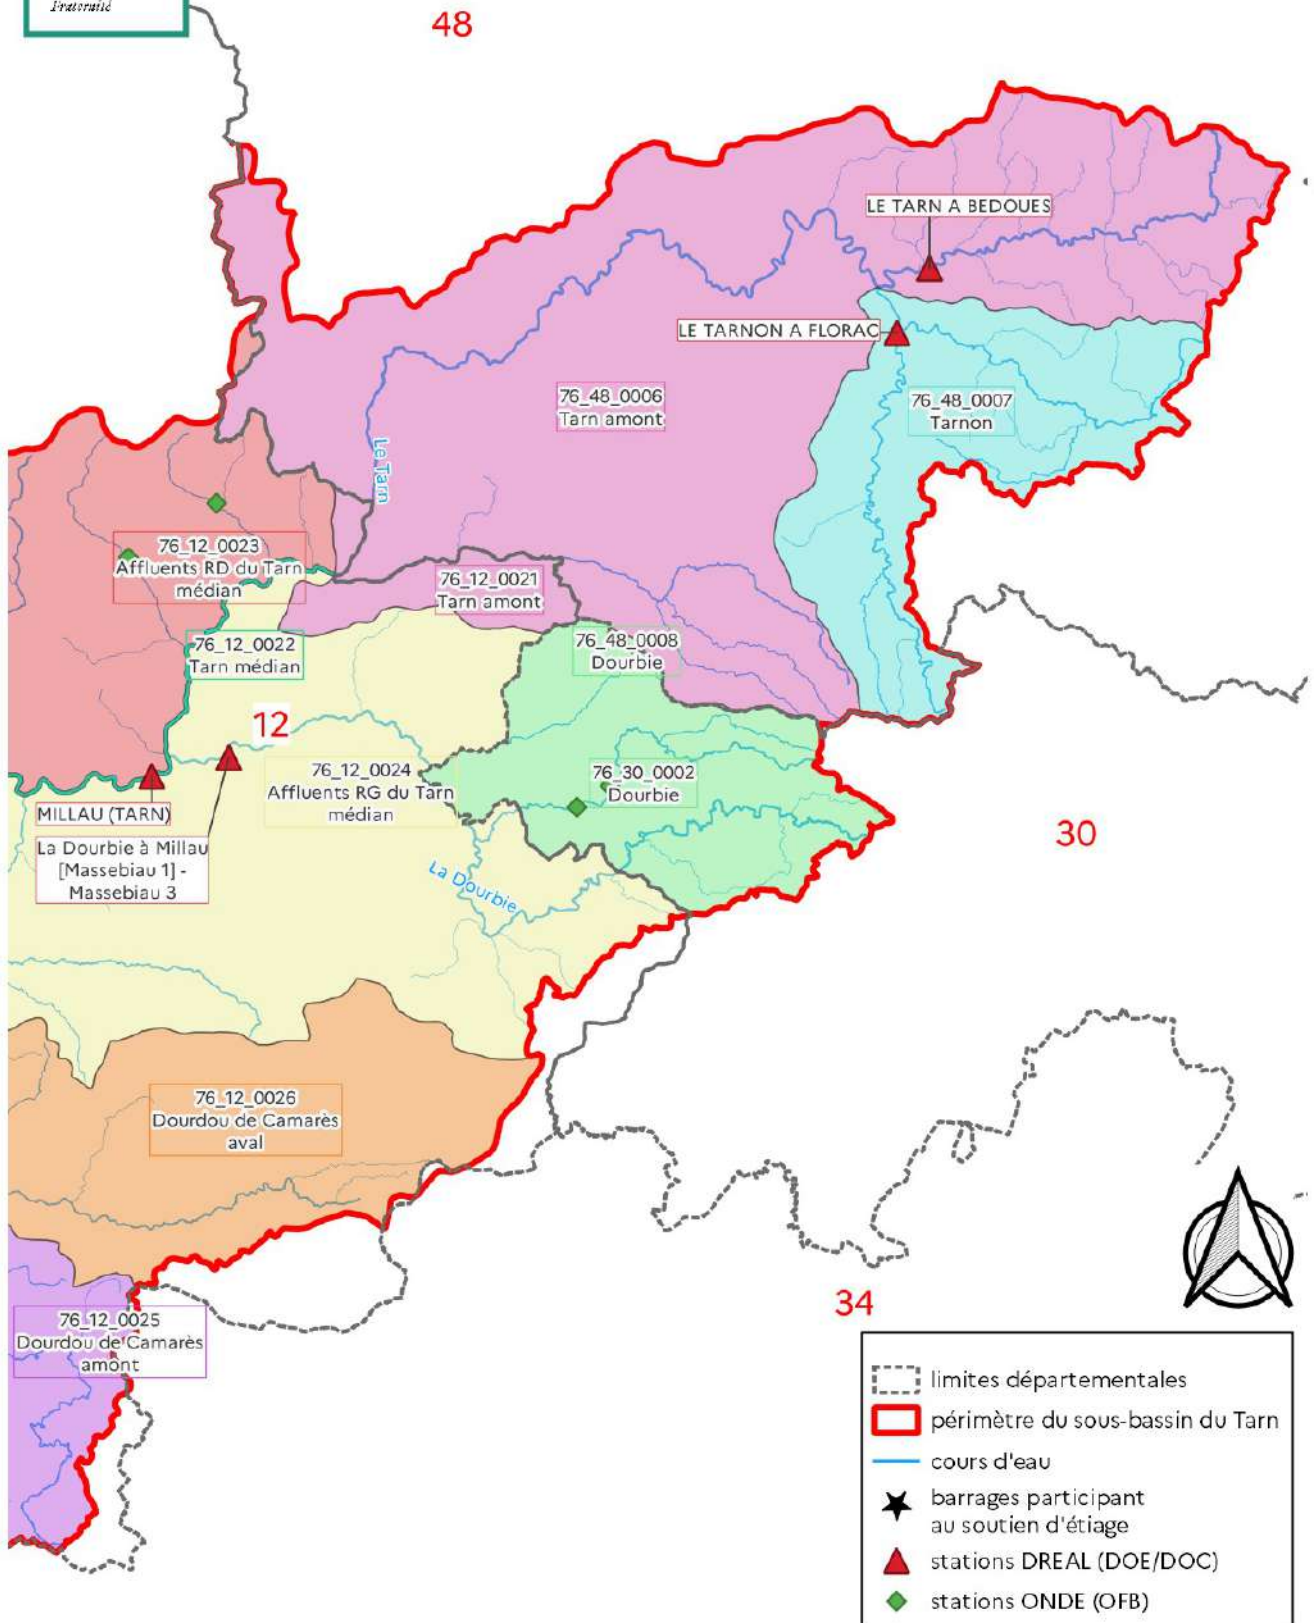 Fraternité
48
LE TARN A BEDOUES
LE TARNON A FLORAC
76_48_0006
Tarn amont
76_48_0007
Tarnon
Le Tarn
76_12_0023
Affluents RD du Tarn
médian
76_12_0021
Tarn amont
76_12_0022
Tarn médian
76_48_0008
Dourbie
12
76_12_0024
Affluents RG du Tarn
médian
76_30_0002
Dourbie
MILLAU (TARN)
La Dourbie à Millau
[Massebiau 1] -
Massebiau 3
30
La Dourbie
76_12_0026
Dourdou de Camarès
aval
76_12_0025
Dourdou de Camarès
amont
34
limites départementales
périmètre du sous-bassin du Tarn
cours d'eau
barrages participant
au soutien d'étiage
stations DREAL (DOE/DOC)
stations ONDE (OFB)